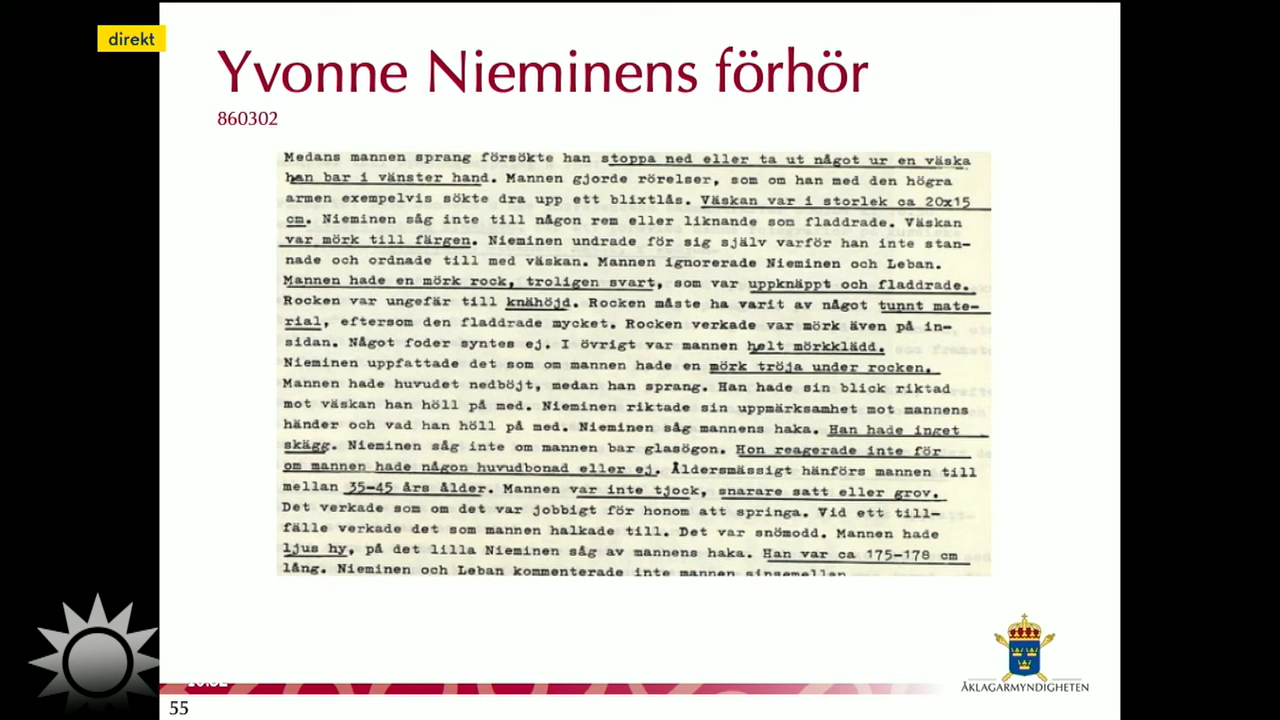 direkt
Yvonne Nieminens förhör
860302
Medans mannen sprang försökte han stoppa ned eller ta ut något ur en väska
han bar i vänster hand. Mannen gjorde rörelser, som om han med den högra
armen exempelvis sökte dra upp ett blixtlås. Väskan var i storlek ca 20x15
cm. Nieminen såg inte till någon rem eller liknande som fladdrade. Väskan
var mörk till färgen. Nieminen undrade för sig själv varför han inte stan-
nade och ordnade till med väskan. Mannen ignorerade Nieminen och Leban.
Mannen hade en mörk rock, troligen svart, som var uppknäppt och fladdrade.
Rocken var ungefär till knähöjd. Rocken måste ha varit av något tunnt mate-
rial, eftersom den fladdrade mycket. Rocken verkade var mörk även på in-
sidan. Något foder syntes ej. I övrigt var mannen helt mörkklädd.
Nieminen uppfattade det som om mannen hade en mörk tröja under rocken.
Mannen hade huvudet nedböjt, medan han sprang. Han hade sin blick riktad
mot väskan han höll på med. Nieminen riktade sin uppmärksamhet mot mannens
händer och vad han höll på med. Nieminen såg mannens haka. Han hade inget
skägg. Nieminen såg inte om mannen bar glasögon. Hon reagerade inte för
om mannen hade någon huvudbonad eller ej. Åldersmässigt hänförs mannen till
mellan 35-45 års ålder. Mannen var inte tjock, snarare satt eller grov.
Det verkade som om det var jobbigt för honom att springa. Vid ett till-
fälle verkade det som mannen halkade till. Det var snömodd. Mannen hade
ljus hy, på det lilla Nieminen såg av mannens haka. Han var ca 175-178 cm
lång. Nieminen och Leban kommenterade inte mannen sinsemellan
ÅKLAGARMYNDIGHETEN
55